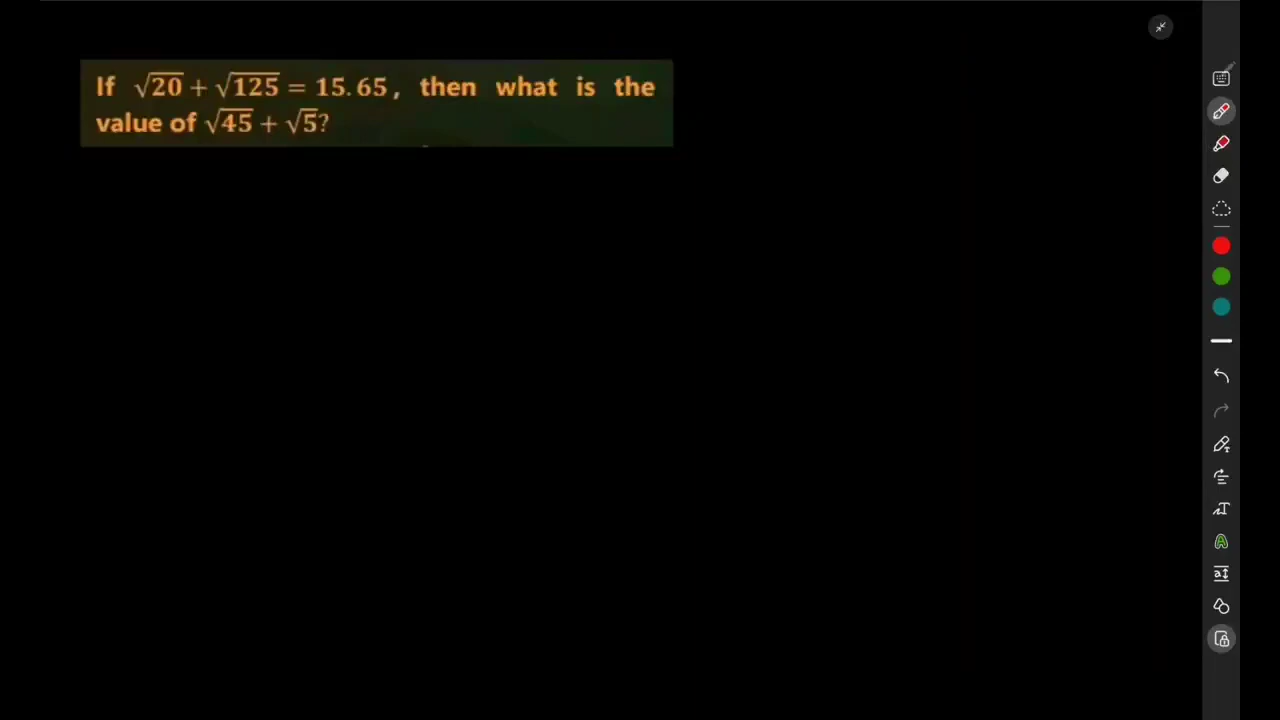 If √20 + √125 = 15.65, then what is the
value of √45 + √5?